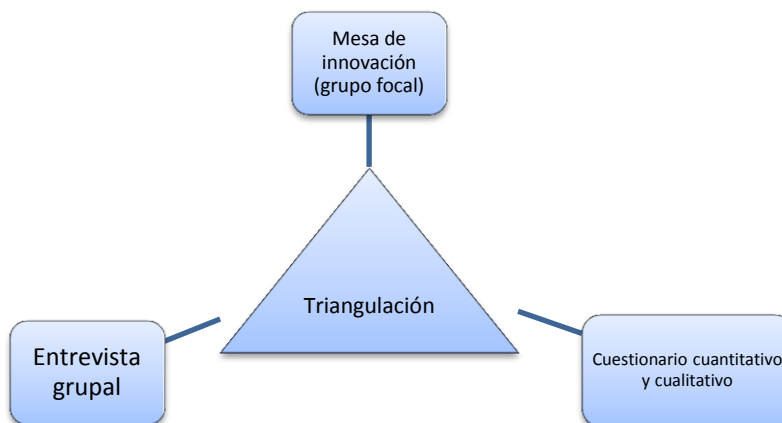 Mesa de
innovación
(grupo focal)
Triangulación
Entrevista
grupal
Cuestionario cuantitativo
y cualitativo